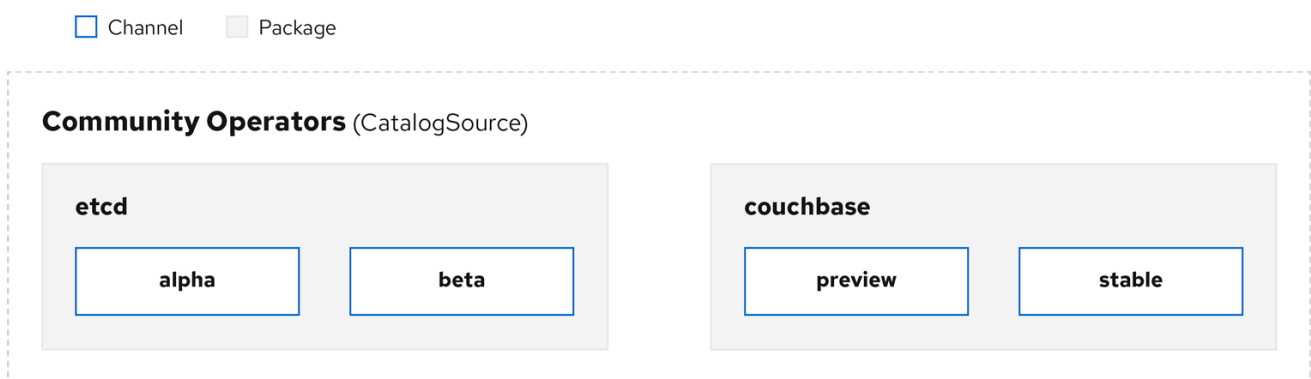 Channel
Package
Community Operators (CatalogSource)
etcd
alpha
beta
couchbase
preview
stable